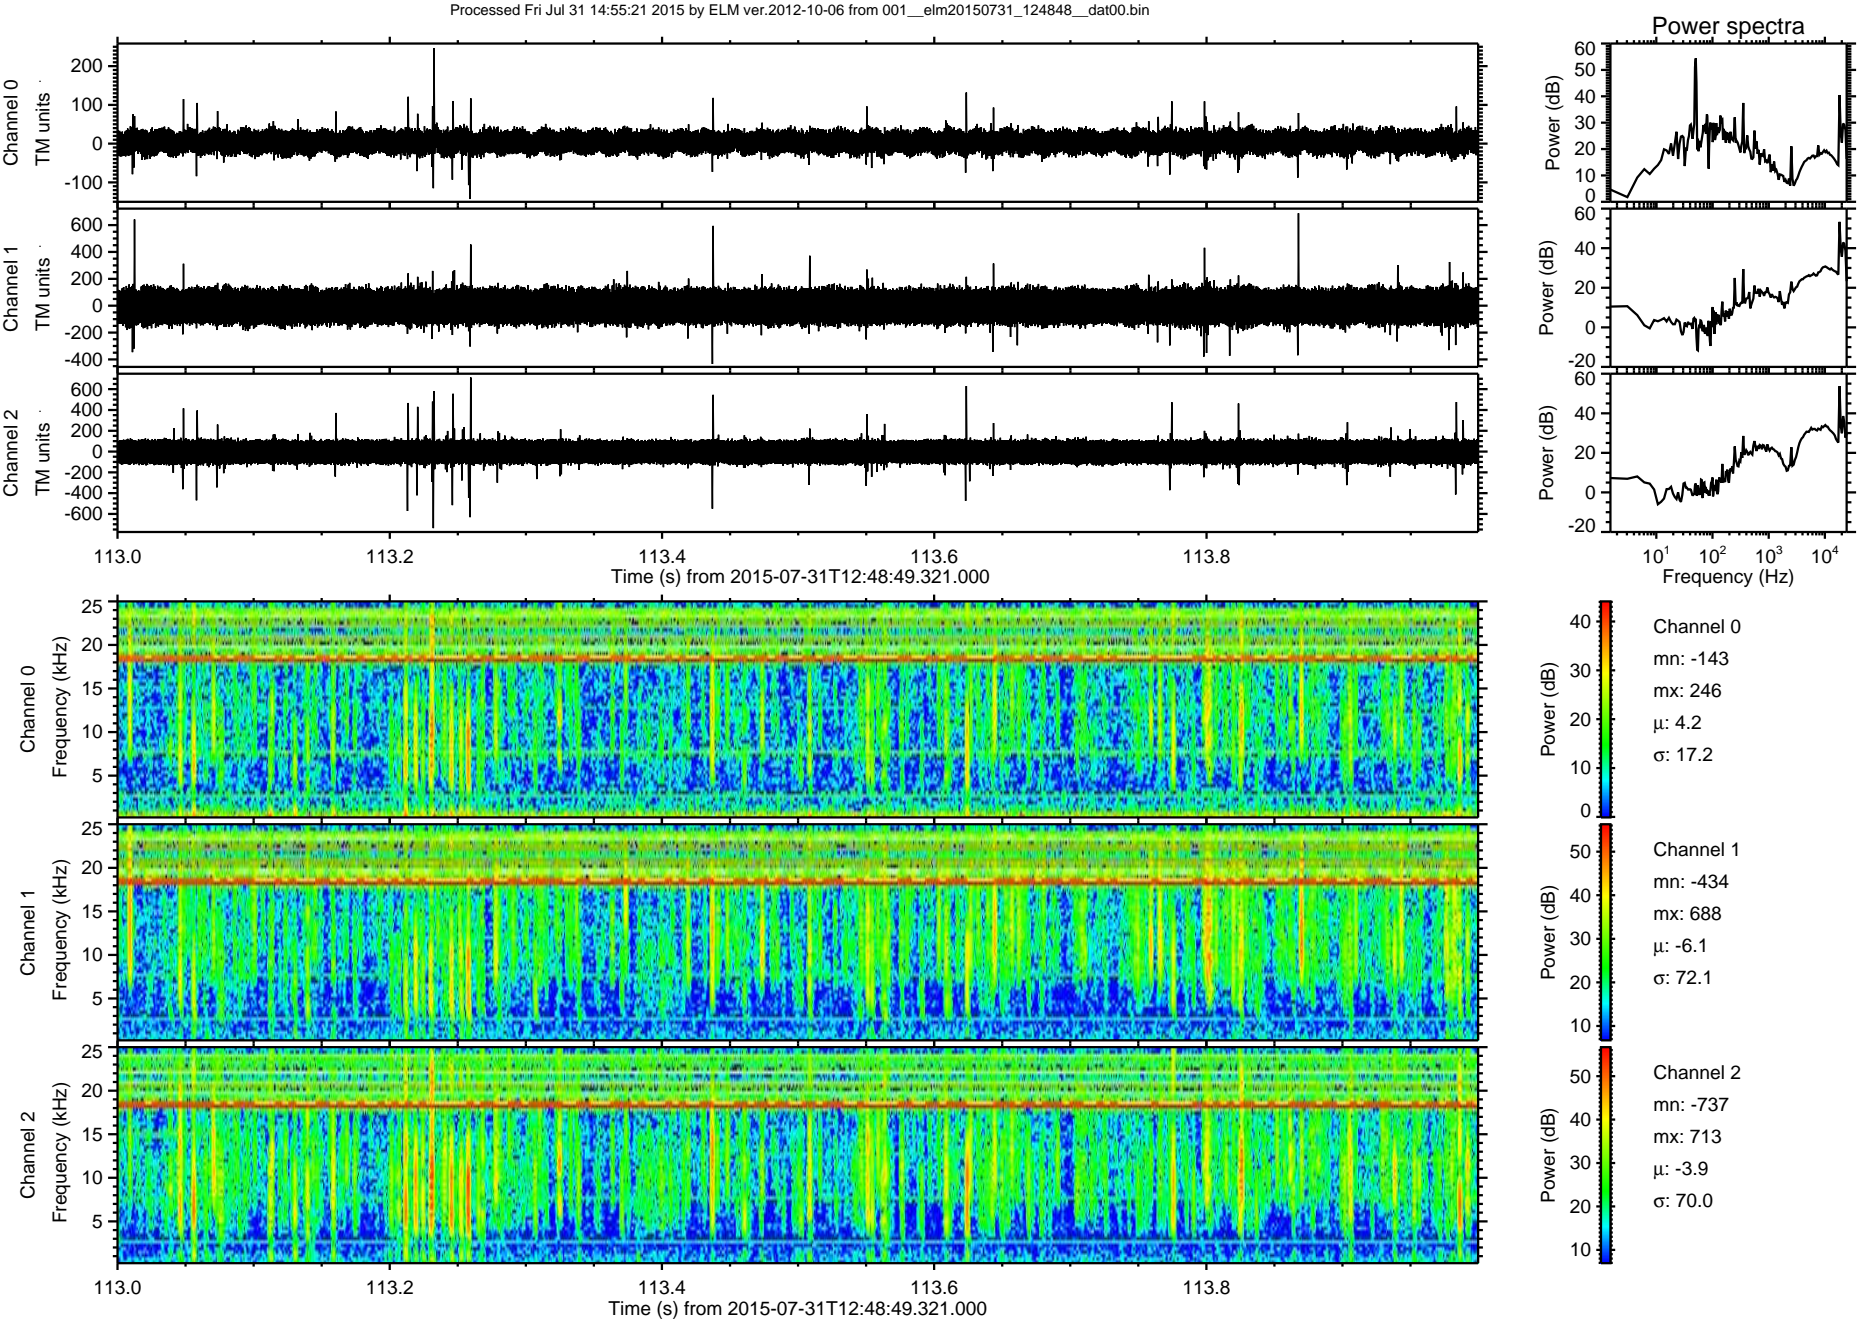 Processed Fri Jul 31 14:55:21 2015 by ELM ver.2012-10-06 from 001__elm20150731_124848__dat00.bin
Power spectra
Channel 0
TM units
200
100
0
-100
Power (dB)
60
50
40
30
20
10
0
Channel 1
TM units
600
400
200
0
-200
-400
Power (dB)
60
40
20
0
-20
Channel 2
TM units
600
400
200
0
-200
-400
-600
Power (dB)
60
40
20
0
-20
113.0 113.2 113.4 113.6 113.8
Time (s) from 2015-07-31T12:48:49.321.000
10^1 10^2 10^3 10^4
Frequency (Hz)
Channel 0
Frequency (kHz)
25
20
15
10
5
Power (dB)
40
30
20
10
0
Channel 0
mn: -143
mx: 246
μ: 4.2
σ: 17.2
Channel 1
Frequency (kHz)
25
20
15
10
5
Power (dB)
50
40
30
20
10
Channel 1
mn: -434
mx: 688
μ: -6.1
σ: 72.1
Channel 2
Frequency (kHz)
25
20
15
10
5
Power (dB)
50
40
30
20
10
Channel 2
mn: -737
mx: 713
μ: -3.9
σ: 70.0
113.0 113.2 113.4 113.6 113.8
Time (s) from 2015-07-31T12:48:49.321.000